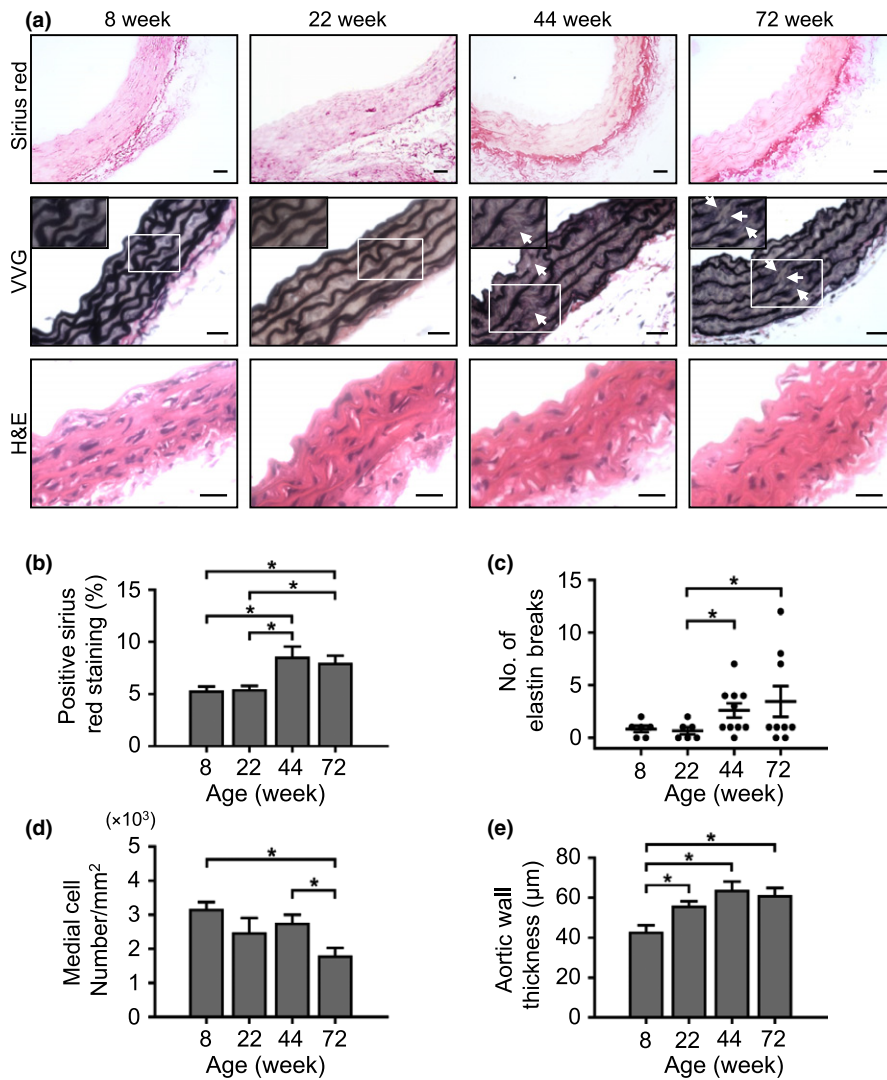 (a)
8 week
22 week
44 week
72 week
Sirius red
VVG
H&E
(b)
Positive sirius
red staining (%)
15
10
5
0
*
*
*
*
8 22 44 72
Age (week)
(c)
No. of
elastin breaks
15
10
5
0
*
*
8 22 44 72
Age (week)
(d)
(×10³)
Medial cell
Number/mm²
5
4
3
2
1
0
*
*
8 22 44 72
Age (week)
(e)
Aortic wall
thickness (μm)
80
60
40
20
0
*
*
*
8 22 44 72
Age (week)